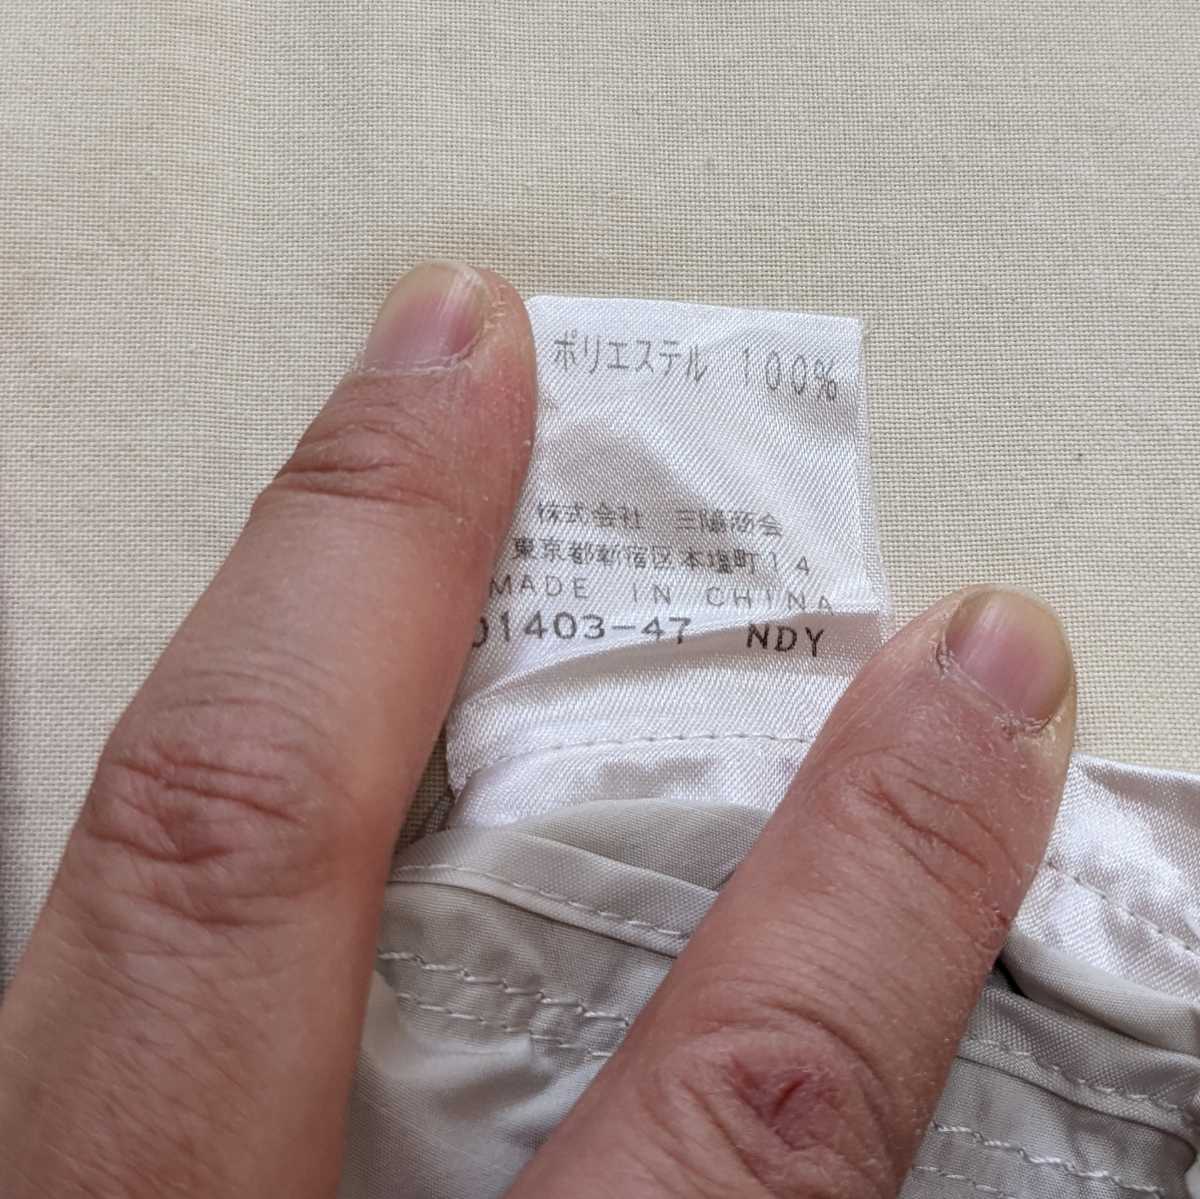 ポリエステル 100%
株式会社 三陽商会
東京都新宿区本塩町14
MADE IN CHINA
01403-47 NDY